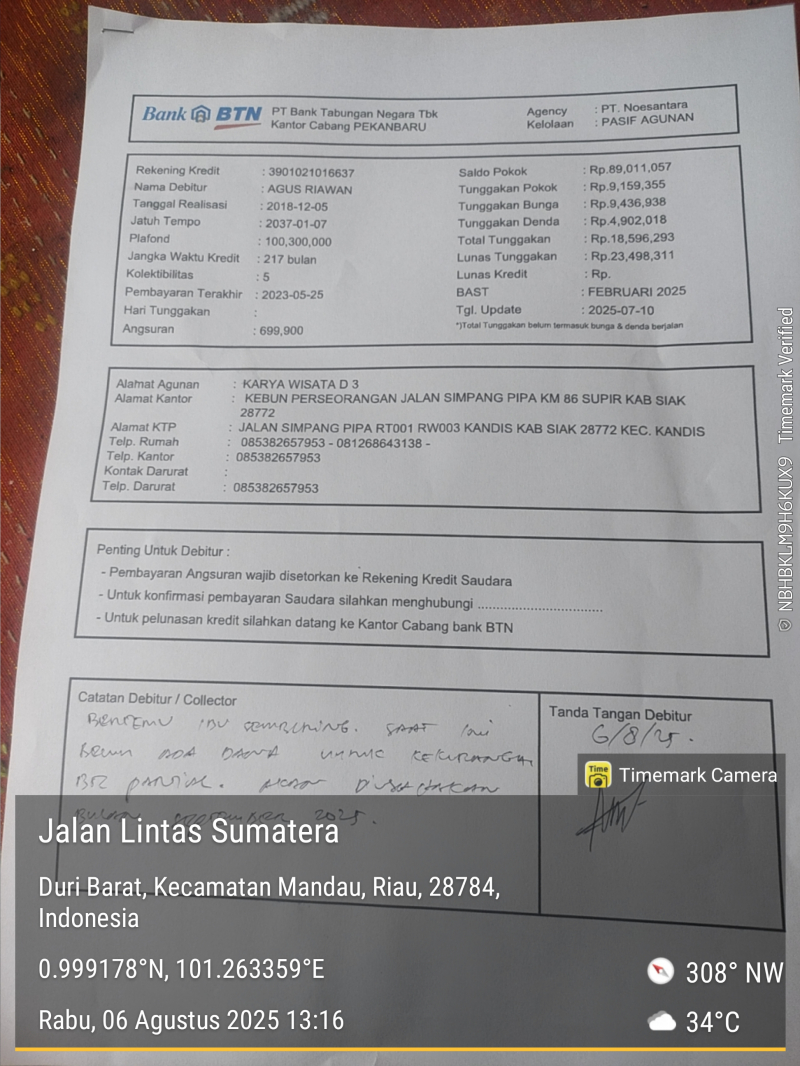 Bank BTN PT Bank Tabungan Negara Tbk
Kantor Cabang PEKANBARU
Agency : PT. Noesantara
Kelolaan : PASIF AGUNAN
Rekening Kredit : 3901021016637
Nama Debitur : AGUS RIAWAN
Tanggal Realisasi : 2018-12-05
Jatuh Tempo : 2037-01-07
Plafond : 100,300,000
Jangka Waktu Kredit : 217 bulan
Kolektibilitas : 5
Pembayaran Terakhir : 2023-05-25
Hari Tunggakan :
Angsuran : 699,900
Saldo Pokok : Rp.89,011,057
Tunggakan Pokok : Rp.9,159,355
Tunggakan Bunga : Rp.9,436,938
Tunggakan Denda : Rp.4,902,018
Total Tunggakan : Rp.18,596,293
Lunas Tunggakan : Rp.23,498,311
Lunas Kredit : Rp.
BAST : FEBRUARI 2025
Tgl. Update : 2025-07-10
*)Total Tunggakan belum termasuk bunga & denda berjalan
Alamat Agunan : KARYA WISATA D 3
Alamat Kantor : KEBUN PERSEORANGAN JALAN SIMPANG PIPA KM 86 SUPIR KAB SIAK
28772
Alamat KTP : JALAN SIMPANG PIPA RT001 RW003 KANDIS KAB SIAK 28772 KEC. KANDIS
Telp. Rumah : 085382657953 - 081268643138 -
Telp. Kantor : 085382657953
Kontak Darurat :
Telp. Darurat : 085382657953
Penting Untuk Debitur :
- Pembayaran Angsuran wajib disetorkan ke Rekening Kredit Saudara
- Untuk konfirmasi pembayaran Saudara silahkan menghubungi ................................
- Untuk pelunasan kredit silahkan datang ke Kantor Cabang bank BTN
Catatan Debitur / Collector
BERTEMU IBU SAAT INI
BELUM ADA DANA UNTUK KEKURANGAN
PARTIAL. AKAN DIUSAHAKAN
BULAN 2025.
Tanda Tangan Debitur
6/8/25.
Time
Timemark Camera
Jalan Lintas Sumatera
Duri Barat, Kecamatan Mandau, Riau, 28784,
Indonesia
0.999178°N, 101.263359°E
Rabu, 06 Agustus 2025 13:16
308° NW
34°C
NBHBKLM9H6KUX9 Timemark Verified